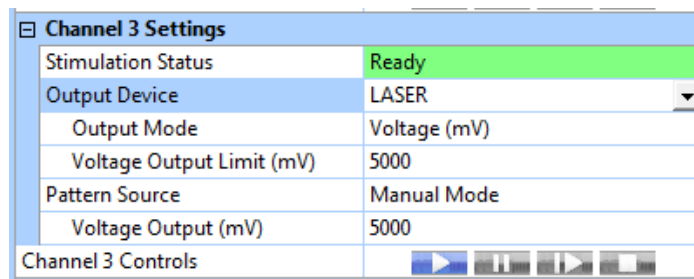 Channel 3 Settings
Stimulation Status Ready
Output Device LASER
Output Mode Voltage (mV)
Voltage Output Limit (mV) 5000
Pattern Source Manual Mode
Voltage Output (mV) 5000
Channel 3 Controls